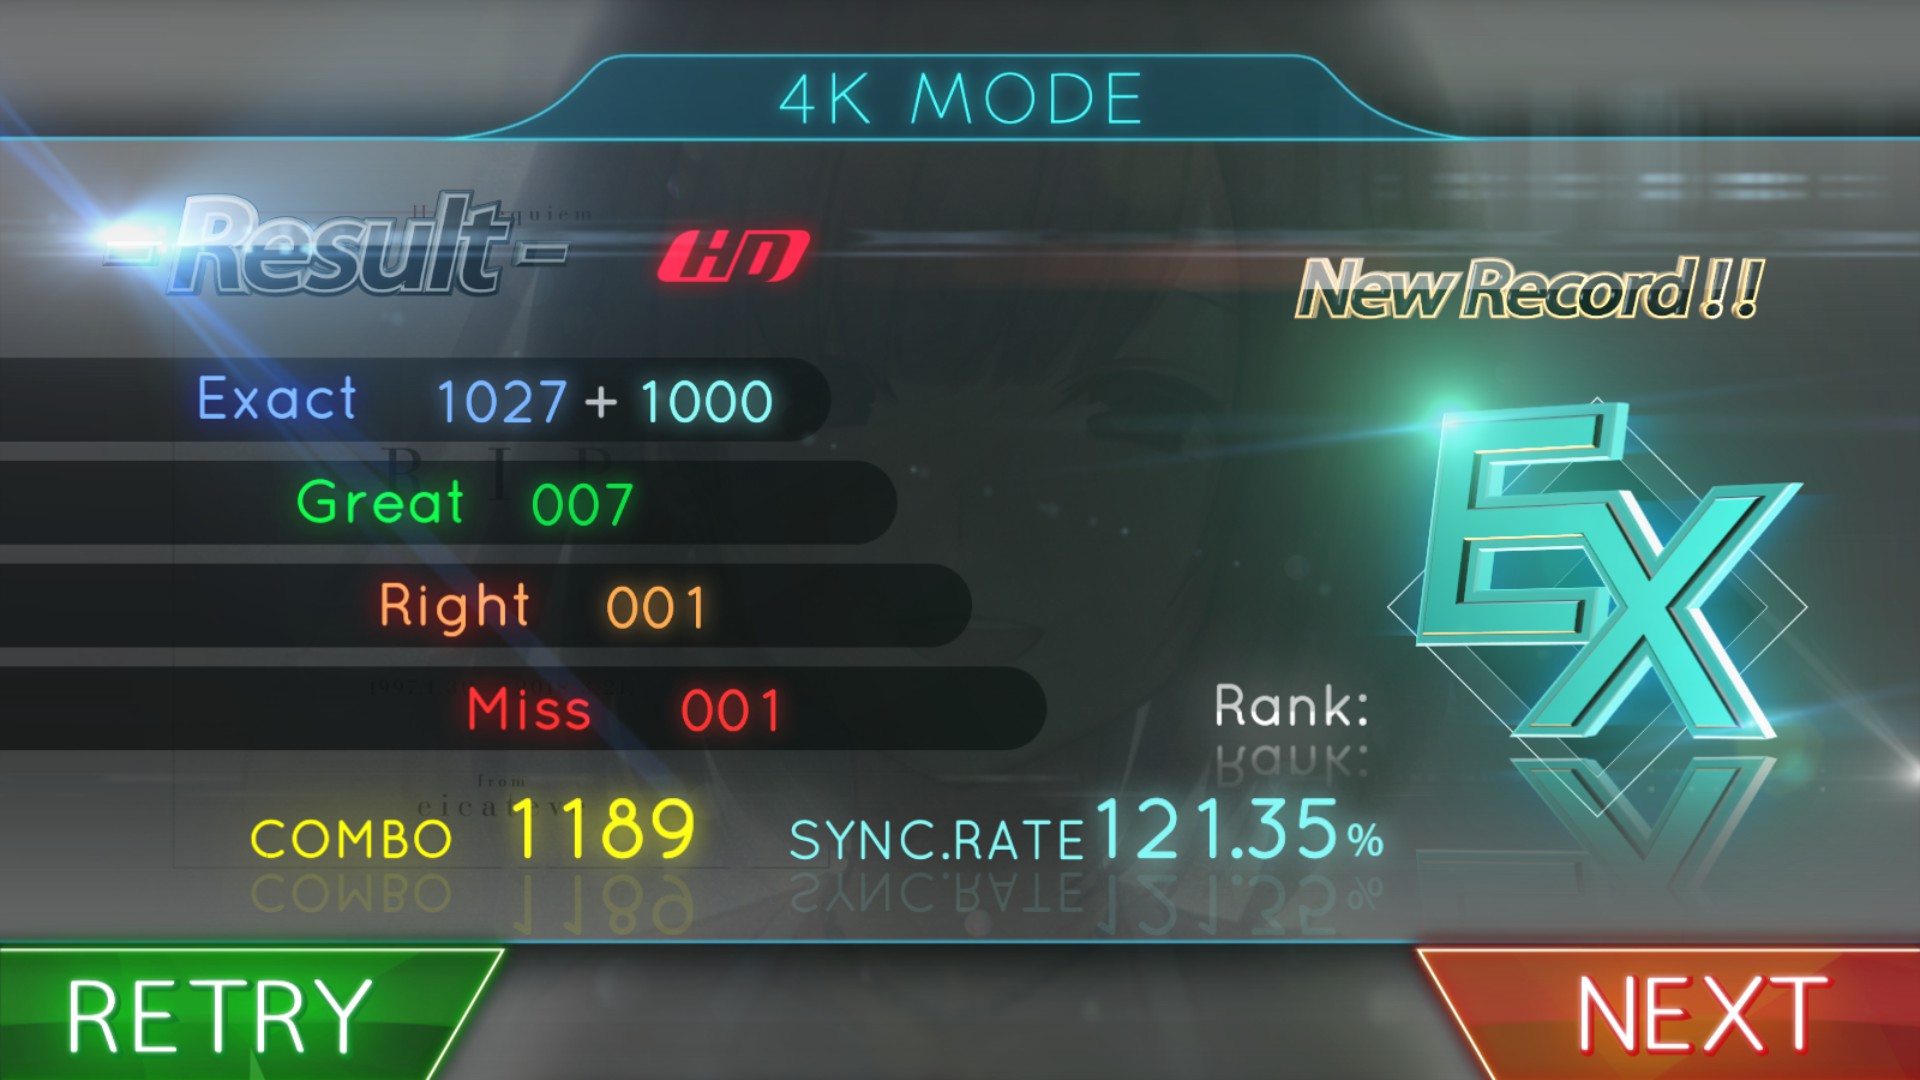 4K MODE
- Result -
HD
New Record!!
Exact 1027 + 1000
R I P
Great 007
Right 001
Miss 001
Rank:
from
COMBO 1189 SYNC.RATE 121.35%
RETRY
NEXT